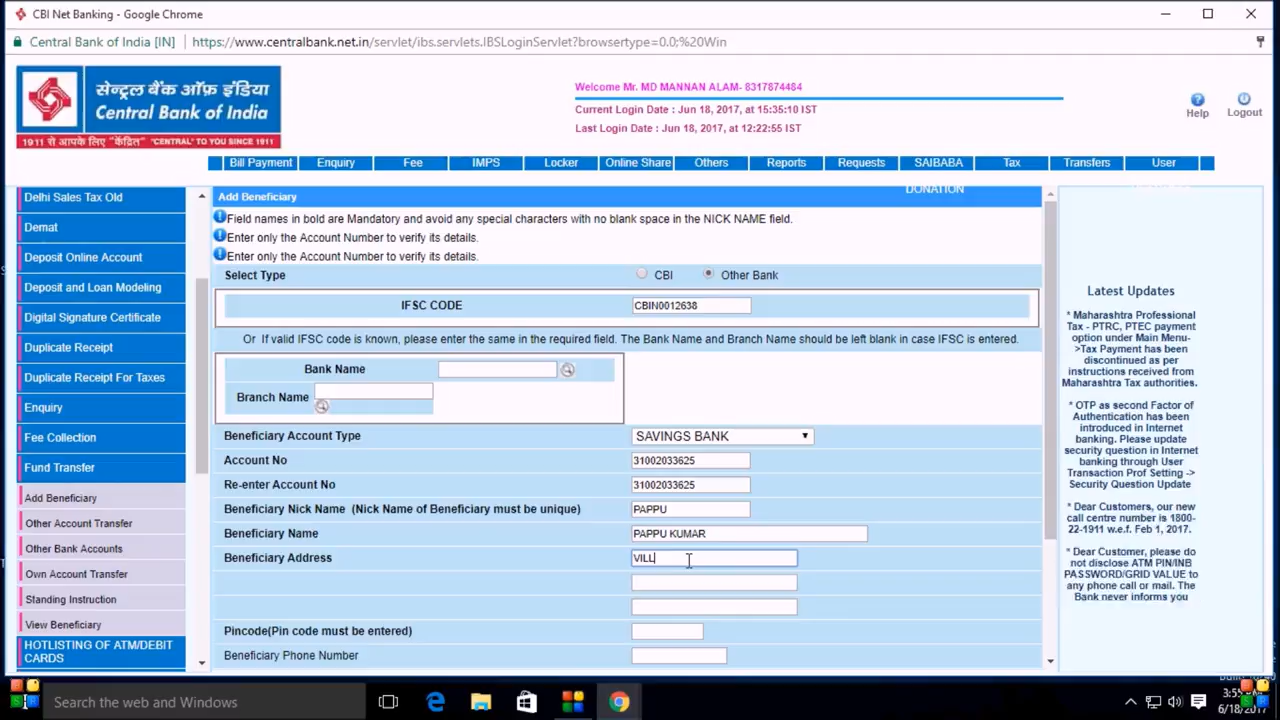 CBI Net Banking - Google Chrome
Central Bank of India [IN] https://www.centralbank.net.in/servlet/ibs.servlets.IBSLoginServlet?browsertype=0.0;%20Win
सेन्ट्रल बैंक ऑफ़ इंडिया
Central Bank of India
1911 से आपके लिए "केंद्रित" "CENTRAL" TO YOU SINCE 1911
Welcome Mr. MD MANNAN ALAM- 8317874484
Current Login Date : Jun 18, 2017, at 15:35:10 IST
Last Login Date : Jun 18, 2017, at 12:22:55 IST
Help
Logout
Bill Payment Enquiry Fee IMPS Locker Online Share Others Reports Requests SAIBABA Tax Transfers User
DONATION
Delhi Sales Tax Old
Demat
Deposit Online Account
Deposit and Loan Modeling
Digital Signature Certificate
Duplicate Receipt
Duplicate Receipt For Taxes
Enquiry
Fee Collection
Fund Transfer
Add Beneficiary
Other Account Transfer
Other Bank Accounts
Own Account Transfer
Standing Instruction
View Beneficiary
HOTLISTING OF ATM/DEBIT
CARDS
Add Beneficiary
Field names in bold are Mandatory and avoid any special characters with no blank space in the NICK NAME field.
Enter only the Account Number to verify its details.
Enter only the Account Number to verify its details.
Select Type CBI Other Bank
IFSC CODE CBIN0012638
Or If valid IFSC code is known, please enter the same in the required field. The Bank Name and Branch Name should be left blank in case IFSC is entered.
Bank Name
Branch Name
Beneficiary Account Type SAVINGS BANK
Account No 31002033625
Re-enter Account No 31002033625
Beneficiary Nick Name (Nick Name of Beneficiary must be unique) PAPPU
Beneficiary Name PAPPU KUMAR
Beneficiary Address VILL
Pincode(Pin code must be entered)
Beneficiary Phone Number
Latest Updates
* Maharashtra Professional
Tax - PTRC, PTEC payment
option under Main Menu-
>Tax Payment has been
discontinued as per
instructions received from
Maharashtra Tax authorities.
* OTP as second Factor of
Authentication has been
introduced in Internet
banking. Please update
security question in Internet
banking through User
Transaction Prof Setting ->
Security Question Update
* Dear Customers, our new
call centre number is 1800-
22-1911 w.e.f. Feb 1, 2017.
* Dear Customer, please do
not disclose ATM PIN/INB
PASSWORD/GRID VALUE to
any phone call or mail. The
Bank never informs you
Search the web and Windows
6/18/2017